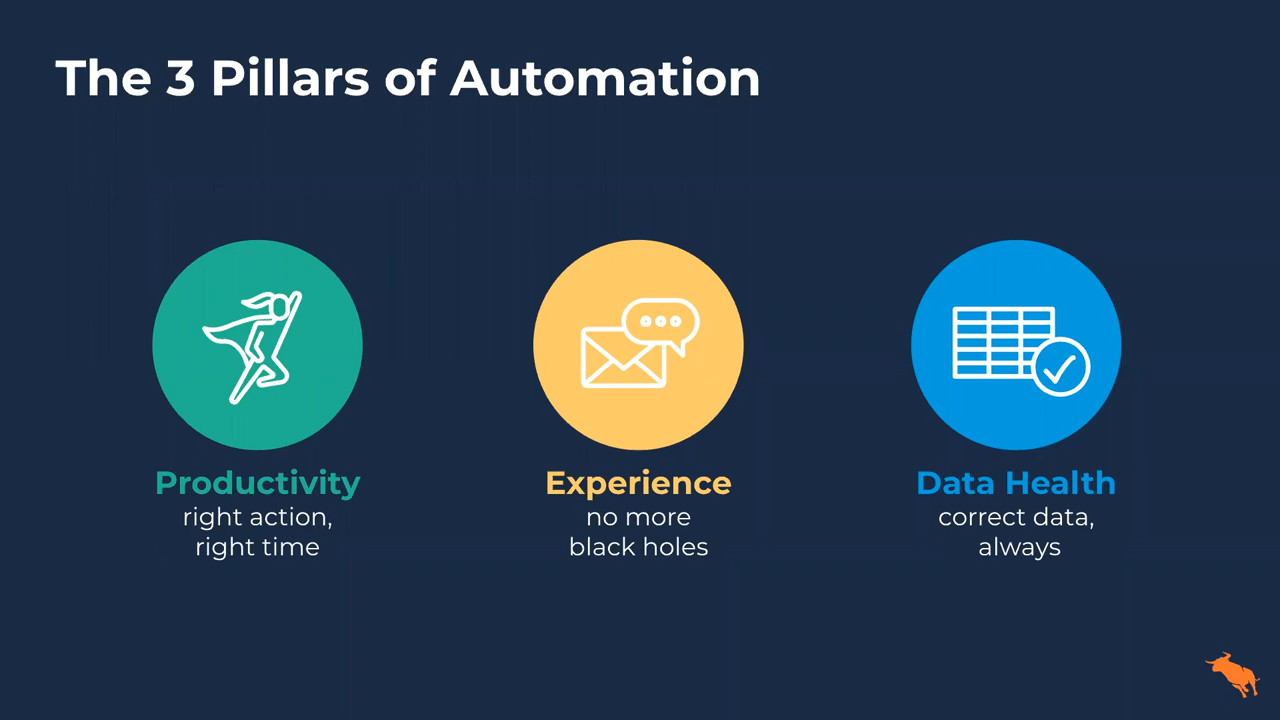 The 3 Pillars of Automation
Productivity
right action,
right time
Experience
no more
black holes
Data Health
correct data,
always